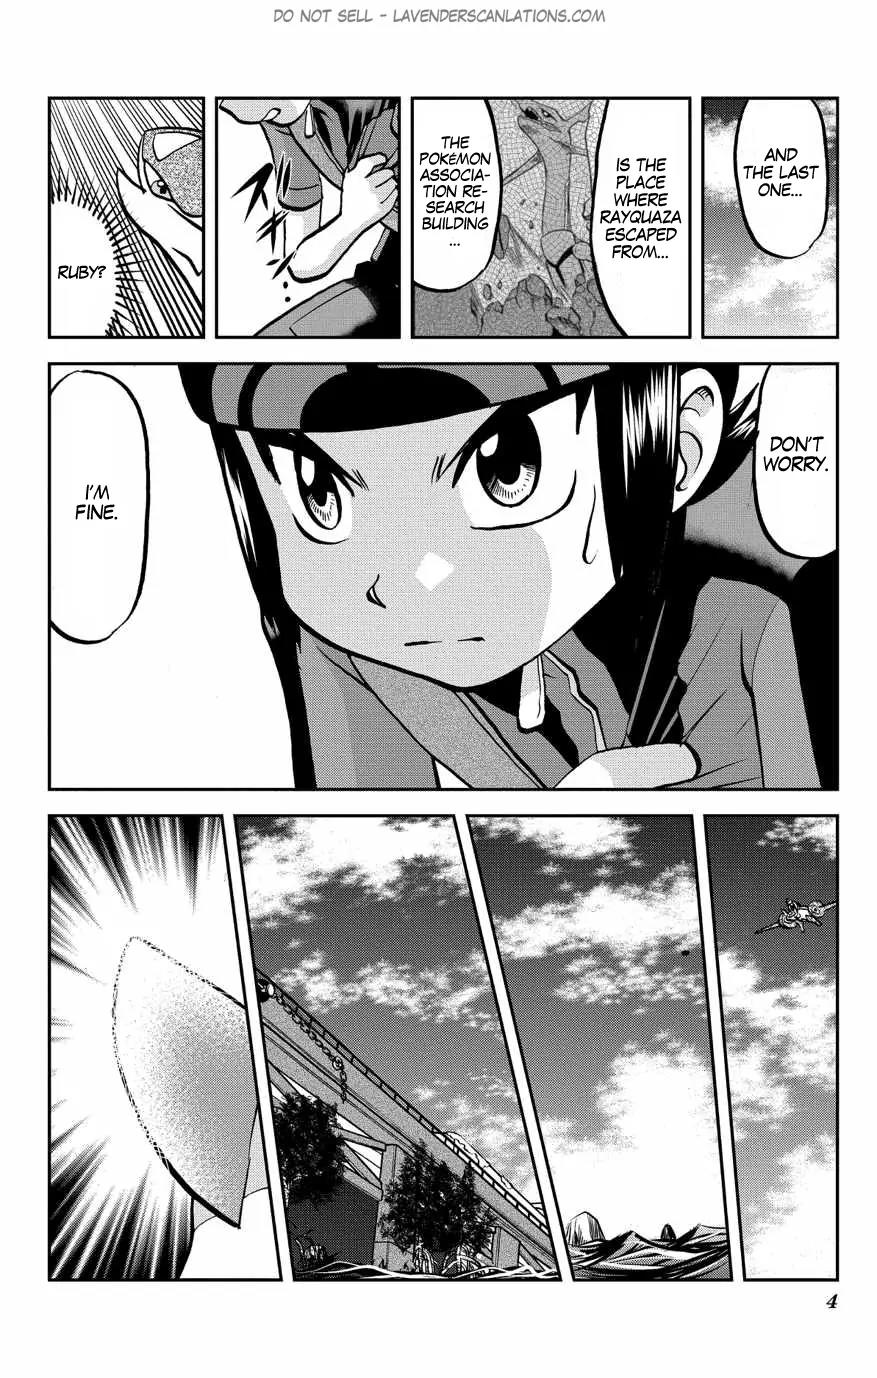 DO NOT SELL - LAVENDERSCANLATIONS.COM
AND
THE LAST
ONE...
IS THE
PLACE
WHERE
RAYQUAZA
ESCAPED
FROM...
THE
POKÉMON
ASSOCIA-
TION RE-
SEARCH
BUILDING
...
RUBY?
DON'T
WORRY.
I'M
FINE.
4